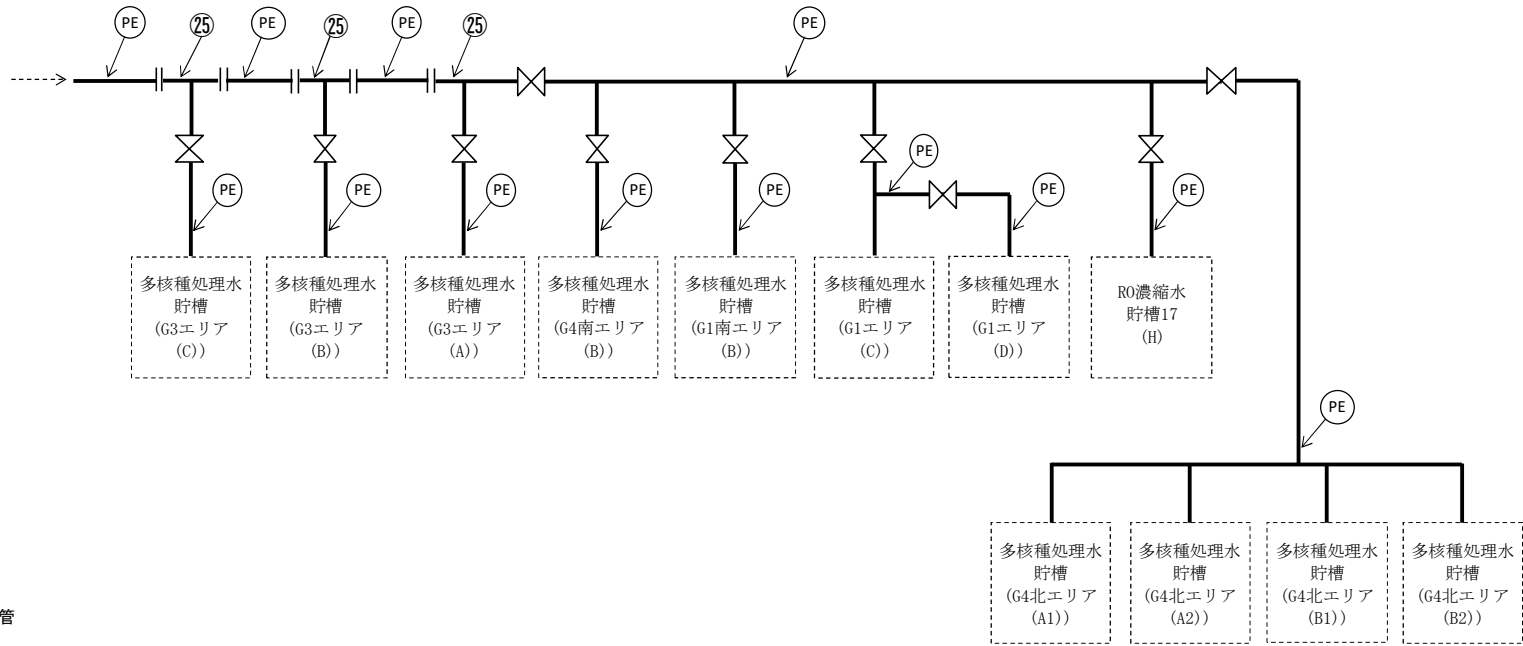 PE
㉕
PE
㉕
PE
㉕
PE
PE
PE
PE
PE
PE
PE
PE
PE
PE
多核種処理水
貯槽
(G3エリア
(C))
多核種処理水
貯槽
(G3エリア
(B))
多核種処理水
貯槽
(G3エリア
(A))
多核種処理水
貯槽
(G4南エリア
(B))
多核種処理水
貯槽
(G1南エリア
(B))
多核種処理水
貯槽
(G1エリア
(C))
多核種処理水
貯槽
(G1エリア
(D))
RO濃縮水
貯槽17
(H)
PE
多核種処理水
貯槽
(G4北エリア
(A1))
多核種処理水
貯槽
(G4北エリア
(A2))
多核種処理水
貯槽
(G4北エリア
(B1))
多核種処理水
貯槽
(G4北エリア
(B2))
管